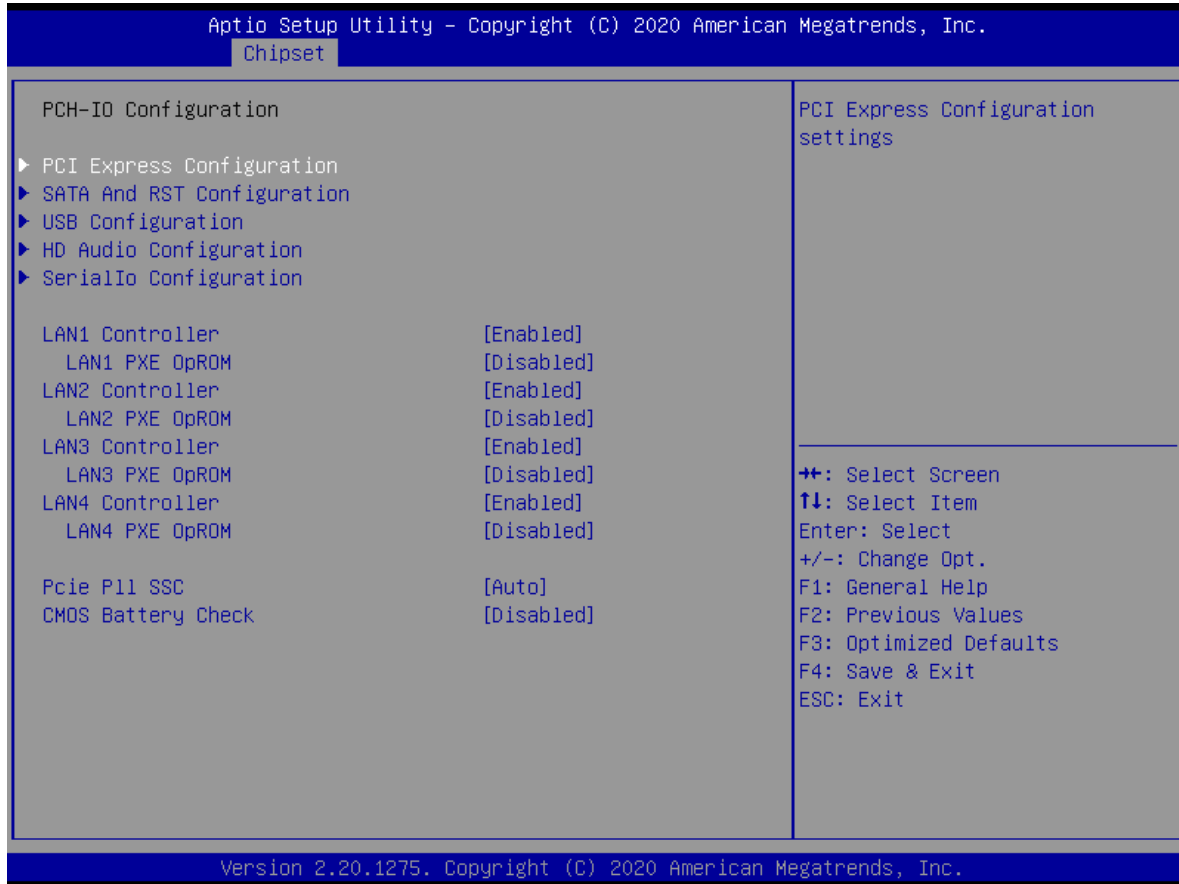 Aptio Setup Utility – Copyright (C) 2020 American Megatrends, Inc.
Chipset
PCH-IO Configuration
▶ PCI Express Configuration
▶ SATA And RST Configuration
▶ USB Configuration
▶ HD Audio Configuration
▶ SerialIo Configuration
LAN1 Controller [Enabled]
LAN1 PXE OpROM [Disabled]
LAN2 Controller [Enabled]
LAN2 PXE OpROM [Disabled]
LAN3 Controller [Enabled]
LAN3 PXE OpROM [Disabled]
LAN4 Controller [Enabled]
LAN4 PXE OpROM [Disabled]
Pcie Pll SSC [Auto]
CMOS Battery Check [Disabled]
PCI Express Configuration
settings
→←: Select Screen
↑↓: Select Item
Enter: Select
+/-: Change Opt.
F1: General Help
F2: Previous Values
F3: Optimized Defaults
F4: Save & Exit
ESC: Exit
Version 2.20.1275. Copyright (C) 2020 American Megatrends, Inc.